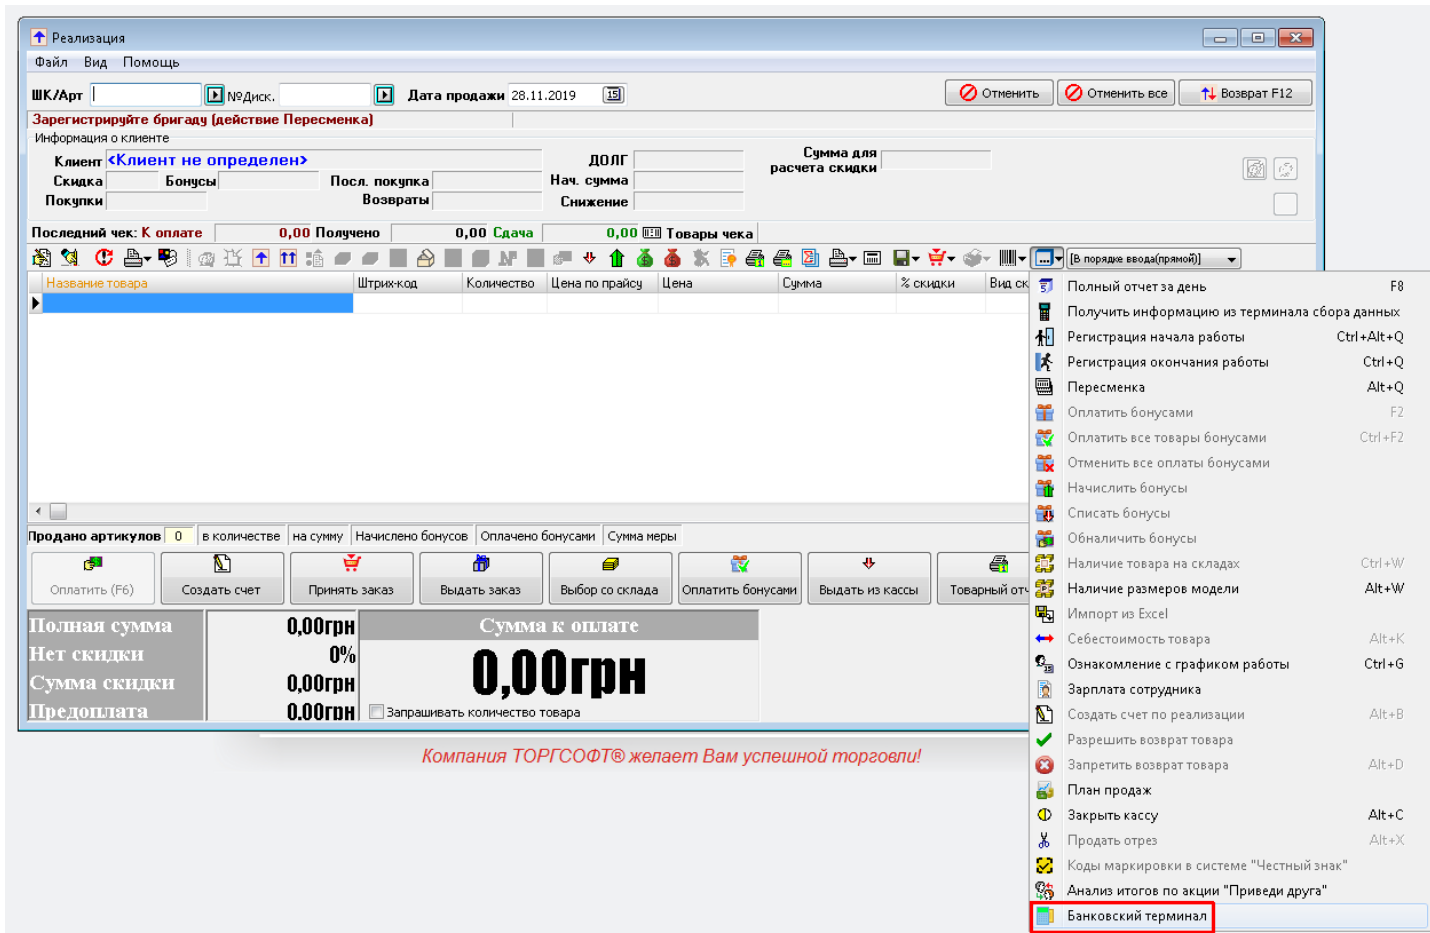 Реализация
Файл Вид Помощь
ШК/Арт №Диск. Дата продажи 28.11.2019 15 Отменить Отменить все Возврат F12
Зарегистрируйте бригаду (действие Пересменка)
Информация о клиенте
Клиент <Клиент не определен> ДОЛГ Сумма для расчета скидки
Скидка Бонусы Посл. покупка Нач. сумма
Покупки Возвраты Снижение
Последний чек: К оплате 0,00 Получено 0,00 Сдача 0,00 Товары чека
[В порядке ввода(прямой)]
Название товара Штрих-код Количество Цена по прайсу Цена Сумма % скидки Вид ск
Полный отчет за день F8
Получить информацию из терминала сбора данных
Регистрация начала работы Ctrl+Alt+Q
Регистрация окончания работы Ctrl+Q
Пересменка Alt+Q
Оплатить бонусами F2
Оплатить все товары бонусами Ctrl+F2
Отменить все оплаты бонусами
Начислить бонусы
Списать бонусы
Обналичить бонусы
Наличие товара на складах Ctrl+W
Наличие размеров модели Alt+W
Импорт из Excel
Себестоимость товара Alt+K
Ознакомление с графиком работы Ctrl+G
Зарплата сотрудника
Создать счет по реализации Alt+B
Разрешить возврат товара
Запретить возврат товара Alt+D
План продаж
Закрыть кассу Alt+C
Продать отрез Alt+X
Коды маркировки в системе "Честный знак"
Анализ итогов по акции "Приведи друга"
Банковский терминал
Продано артикулов 0 в количестве на сумму Начислено бонусов Оплачено бонусами Сумма меры
Оплатить (F6) Создать счет Принять заказ Выдать заказ Выбор со склада Оплатить бонусами Выдать из кассы Товарный отч
Полная сумма 0,00грн Сумма к оплате
Нет скидки 0%
0,00грн
Сумма скидки 0,00грн
Предоплата 0,00грн Запрашивать количество товара
Компания ТОРГСОФТ® желает Вам успешной торговли!